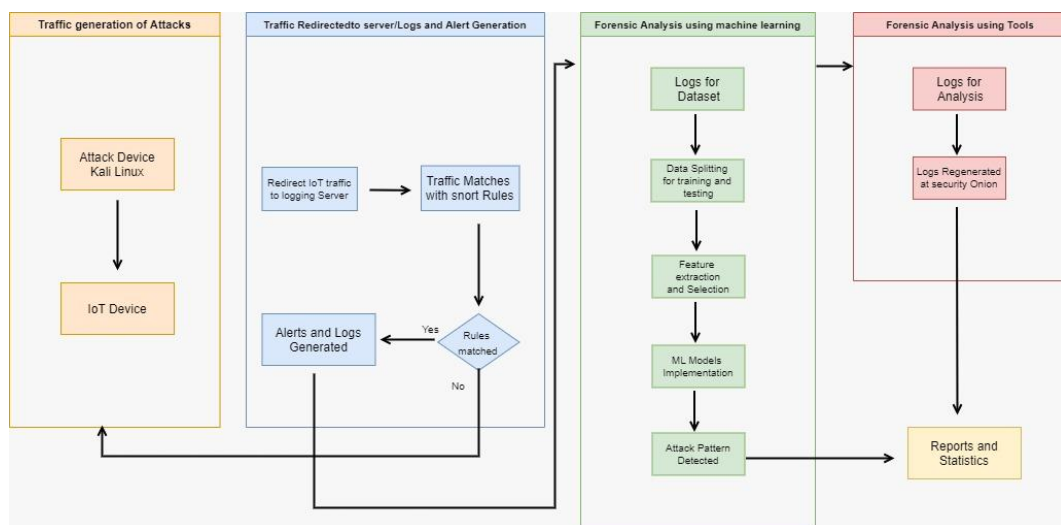 Traffic generation of Attacks
Attack Device
Kali Linux
IoT Device
Traffic Redirectedto server/Logs and Alert Generation
Redirect IoT traffic
to logging Server
Traffic Matches
with snort Rules
Rules
matched
Yes
No
Alerts and Logs
Generated
Forensic Analysis using machine learning
Logs for
Dataset
Data Splitting
for training and
testing
Feature
extraction
and Selection
ML Models
Implementation
Attack Pattern
Detected
Forensic Analysis using Tools
Logs for
Analysis
Logs Regenerated
at security Onion
Reports and
Statistics